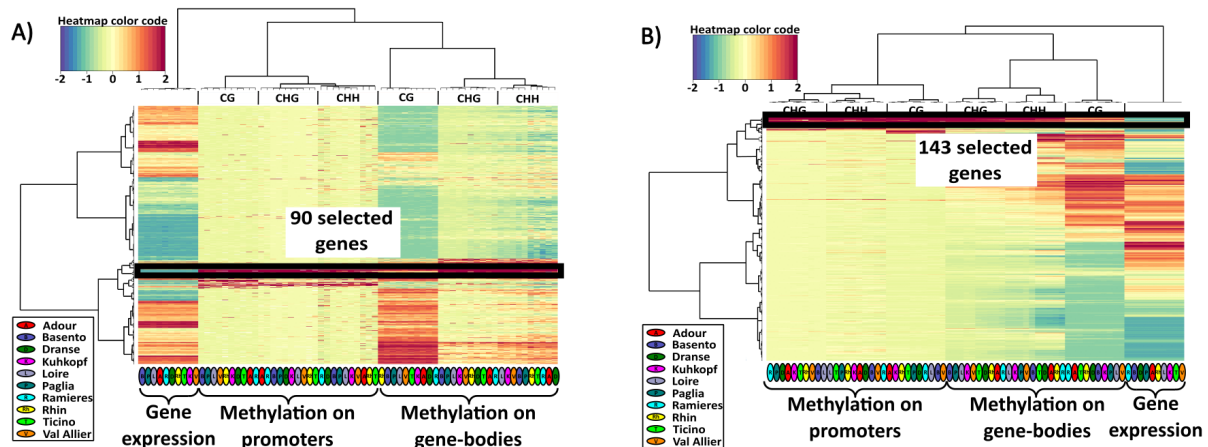 A)
Heatmap color code
-2 -1 0 1 2
CG CHG CHH CG CHG CHH
90 selected
genes
Adour
Basento
Dranse
Kuhkopf
Loire
Paglia
Ramieres
Rhin
Ticino
Val Allier
Gene
expression
Methylation on
promoters
Methylation on
gene-bodies
B)
Heatmap color code
-2 -1 0 1 2
CHG CHH CG CHG CHH CG
143 selected
genes
Adour
Basento
Dranse
Kuhkopf
Loire
Paglia
Ramieres
Rhin
Ticino
Val Allier
Methylation on
promoters
Methylation on
gene-bodies
Gene
expression